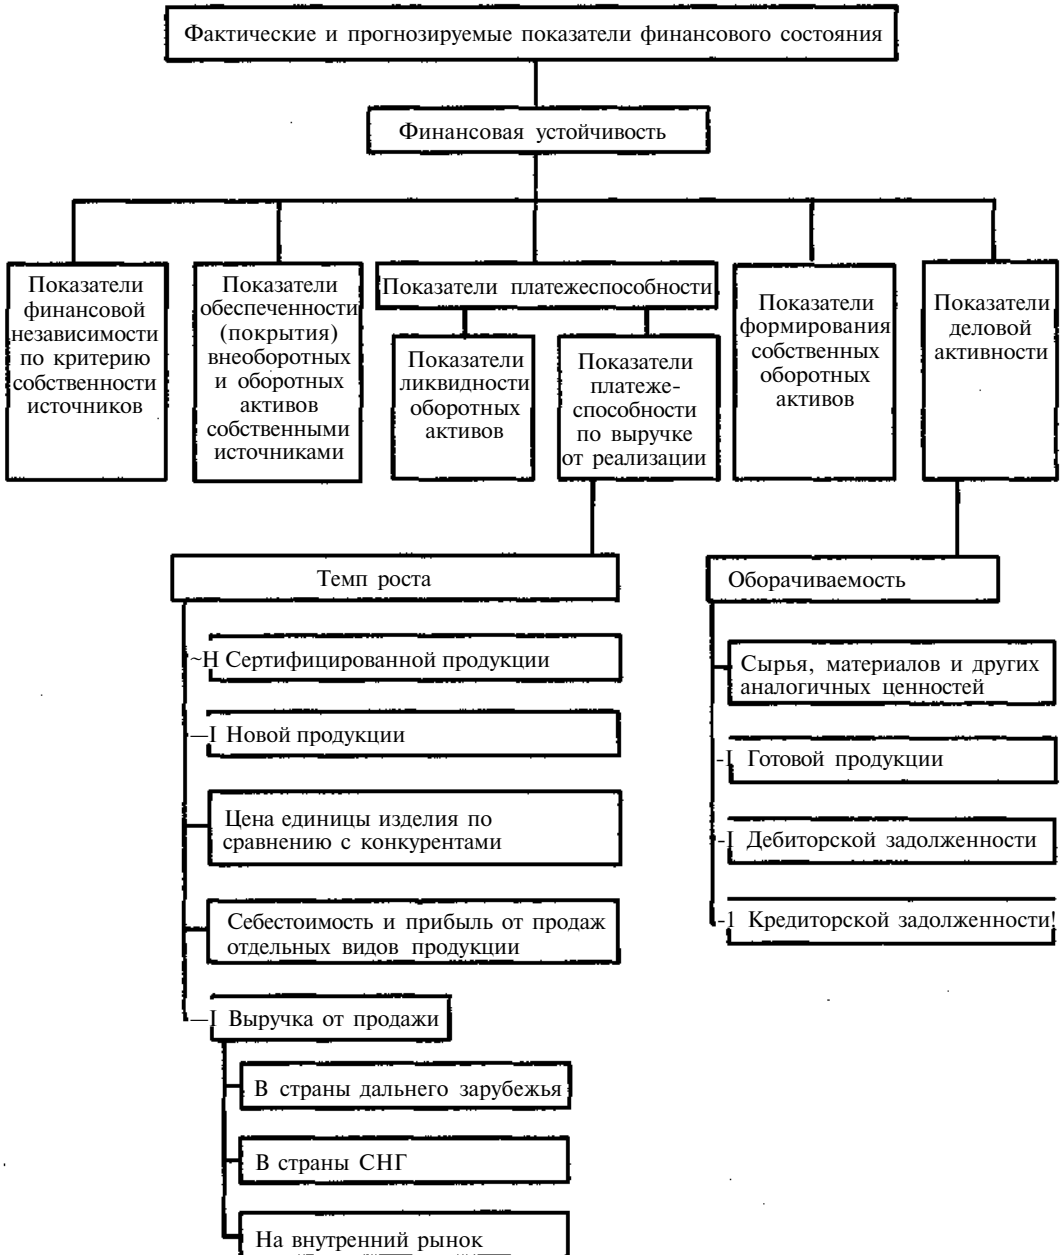 Фактические и прогнозируемые показатели финансового состояния
Финансовая устойчивость
Показатели
финансовой
независимости
по критерию
собственности
источников
Показатели
обеспеченности
(покрытия)
внеоборотных
и оборотных
активов
собственными
источниками
Показатели платежеспособности
Показатели
ликвидности
оборотных
активов
Показатели
платеже-
способности
по выручке
от реализации
Показатели
формирования
собственных
оборотных
активов
Показатели
деловой
активности
Темп роста
~Н Сертифицированной продукции
—I Новой продукции
Цена единицы изделия по
сравнению с конкурентами
Себестоимость и прибыль от продаж
отдельных видов продукции
—I Выручка от продажи
В страны дальнего зарубежья
В страны СНГ
На внутренний рынок
Оборачиваемость
Сырья, материалов и других
аналогичных ценностей
-I Готовой продукции
-I Дебиторской задолженности
-1 Кредиторской задолженности!